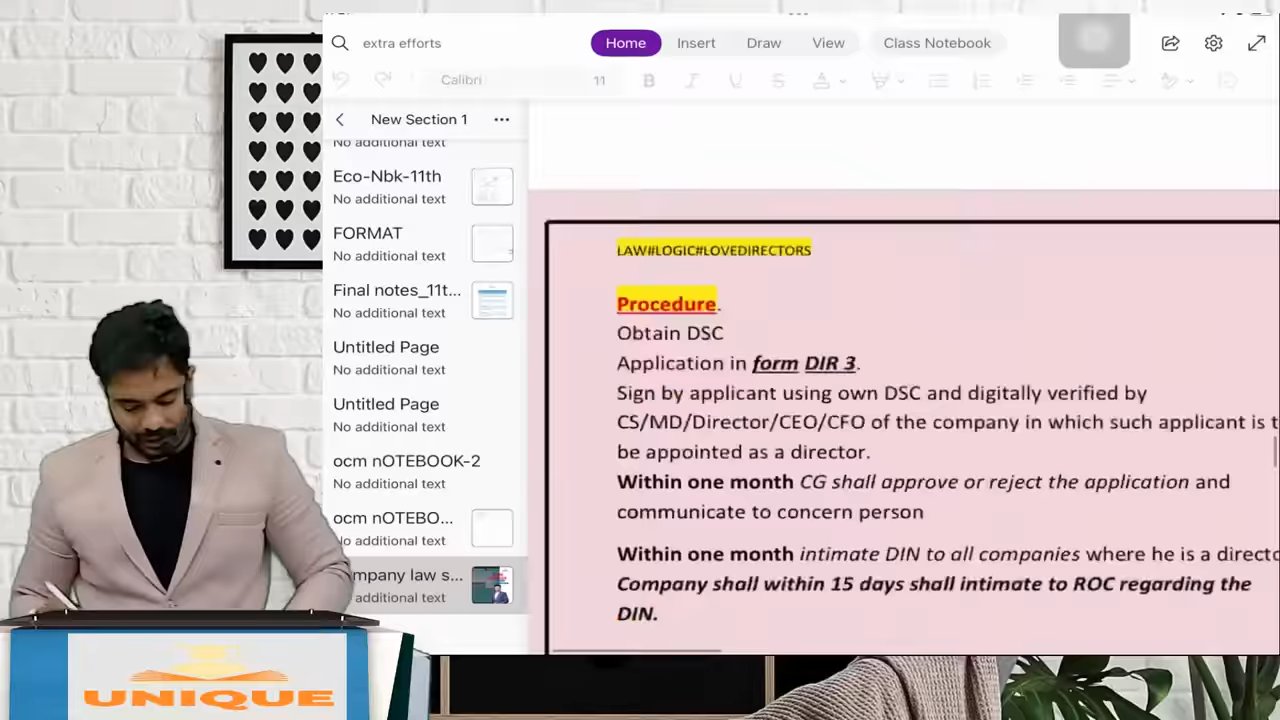 extra efforts
Home
Insert
Draw
View
Class Notebook
Calibri
11
New Section 1
No additional text
Eco-Nbk-11th
No additional text
FORMAT
No additional text
Final notes_11t...
No additional text
Untitled Page
No additional text
Untitled Page
No additional text
ocm nOTEBOOK-2
No additional text
ocm nOTEBO...
No additional text
mpany law s...
additional text
LAW#LOGIC#LOVEDIRECTORS
Procedure.
Obtain DSC
Application in form DIR 3.
Sign by applicant using own DSC and digitally verified by
CS/MD/Director/CEO/CFO of the company in which such applicant is t
be appointed as a director.
Within one month CG shall approve or reject the application and
communicate to concern person
Within one month intimate DIN to all companies where he is a directo
Company shall within 15 days shall intimate to ROC regarding the
DIN.
UNIQUE